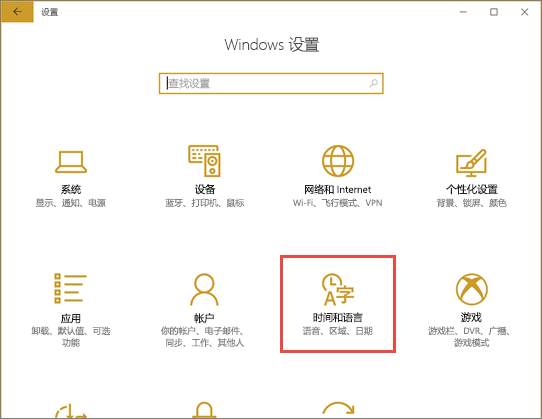 设置
Windows 设置
查找设置
系统
显示、通知、电源
设备
蓝牙、打印机、鼠标
网络和 Internet
Wi-Fi、飞行模式、VPN
个性化设置
背景、锁屏、颜色
应用
卸载、默认值、可选
功能
帐户
你的帐户、电子邮件、
同步、工作、其他人
A字
时间和语言
语音、区域、日期
游戏
游戏栏、DVR、广播、
游戏模式